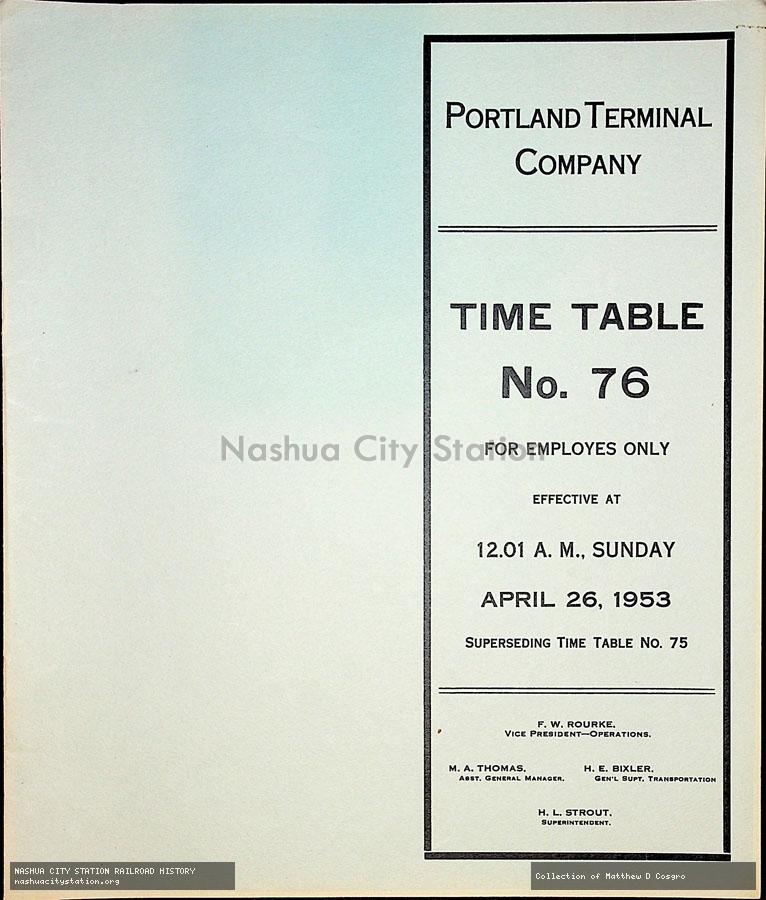 PORTLAND TERMINAL
COMPANY
TIME TABLE
No. 76
FOR EMPLOYES ONLY
EFFECTIVE AT
12.01 A. M., SUNDAY
APRIL 26, 1953
SUPERSEDING TIME TABLE NO. 75
F. W. ROURKE,
VICE PRESIDENT—OPERATIONS.
M. A. THOMAS, H. E. BIXLER,
ASST. GENERAL MANAGER. GEN'L SUPT. TRANSPORTATION
H. L. STROUT,
SUPERINTENDENT.
Nashua City Station
NASHUA CITY STATION RAILROAD HISTORY
nashuacitystation.org
Collection of Matthew D Cosgro